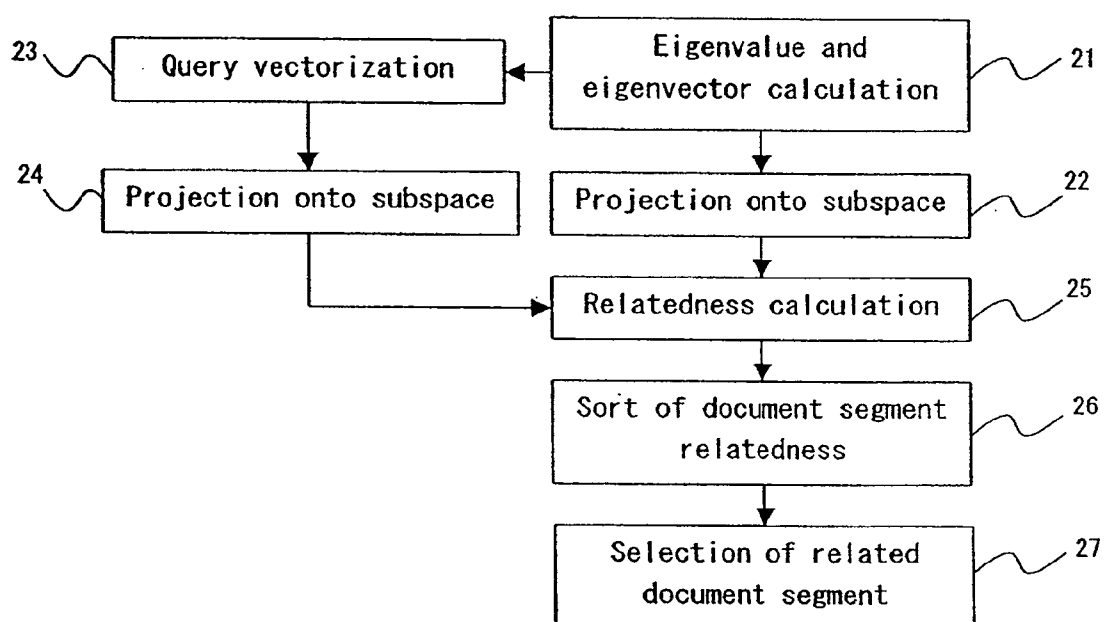 23
Query vectorization
Eigenvalue and
eigenvector calculation
21
24
Projection onto subspace
Projection onto subspace
22
Relatedness calculation
25
Sort of document segment
relatedness
26
Selection of related
document segment
27